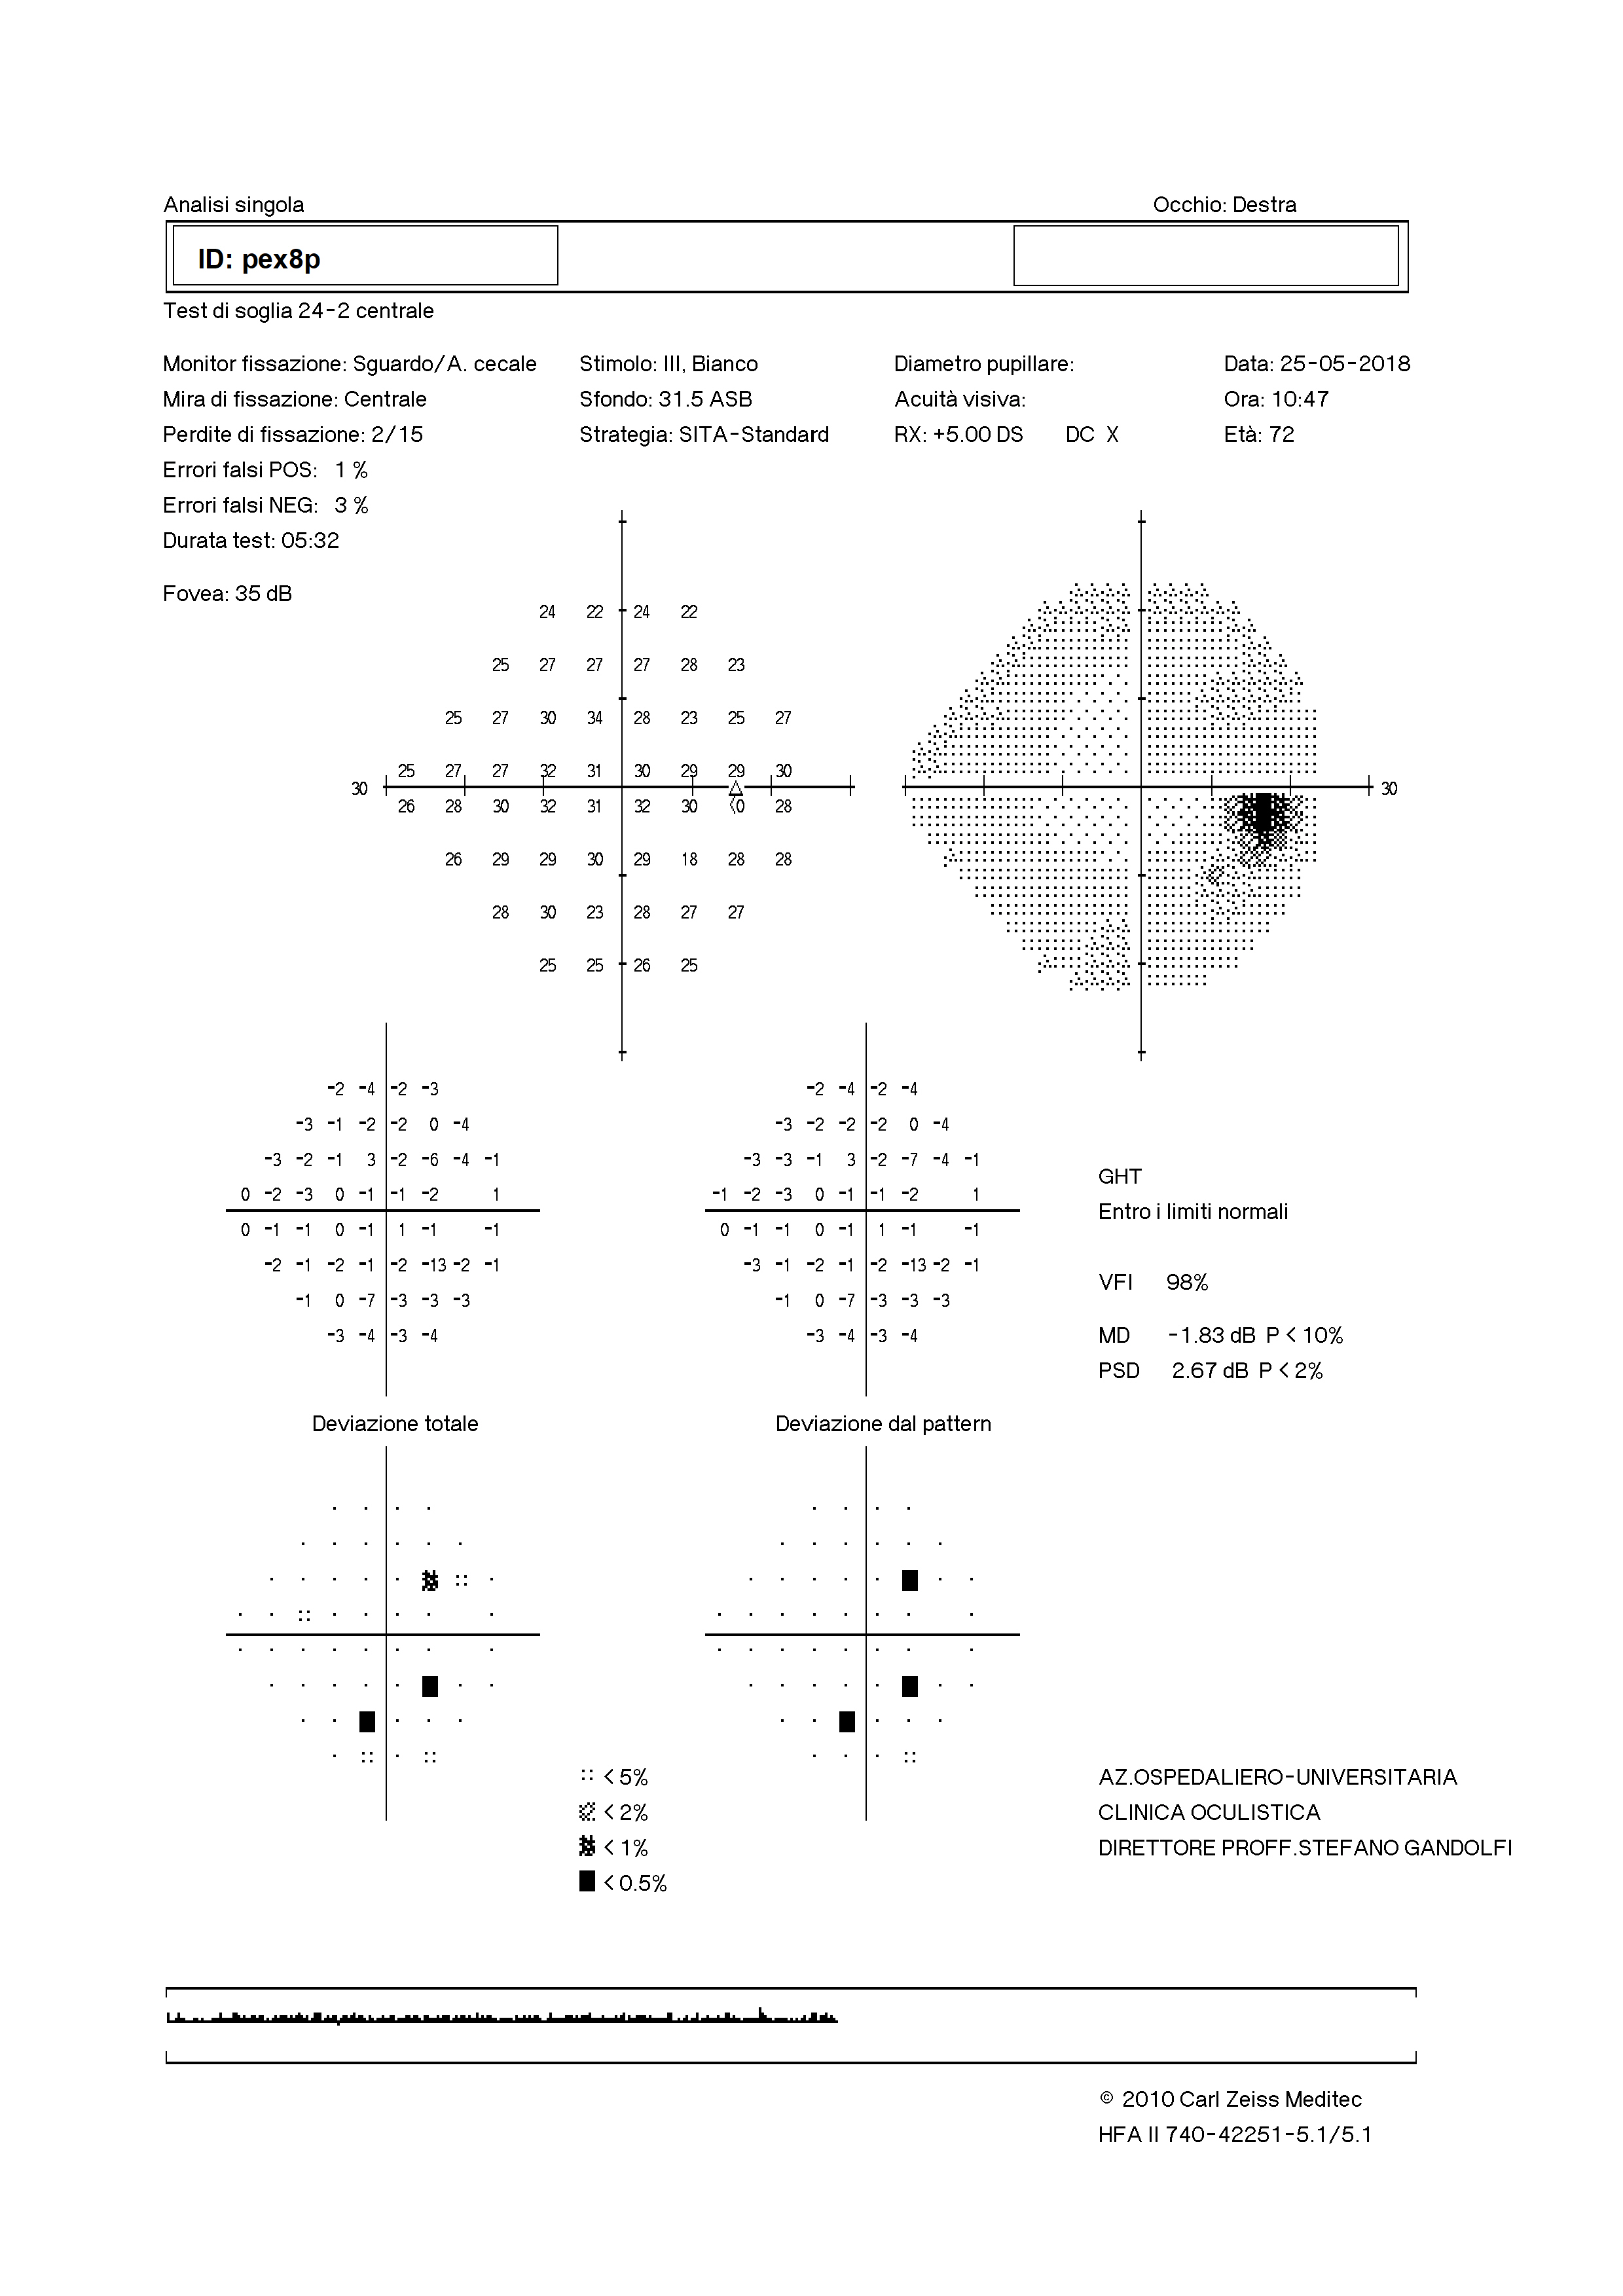 Analisi singola Occhio: Destra
ID: pex8p
Test di soglia 24-2 centrale
Monitor fissazione: Sguardo/A. cecale Stimolo: III, Bianco Diametro pupillare: Data: 25-05-2018
Mira di fissazione: Centrale Sfondo: 31.5 ASB Acuità visiva: Ora: 10:47
Perdite di fissazione: 2/15 Strategia: SITA-Standard RX: +5.00 DS DC X Età: 72
Errori falsi POS: 1 %
Errori falsi NEG: 3 %
Durata test: 05:32
Fovea: 35 dB
24 22 24 22
25 27 27 27 28 23
25 27 30 34 28 23 25 27
25 27 27 32 31 30 29 29 30
30 30
26 28 30 32 31 32 30 <0 28
26 29 29 30 29 18 28 28
28 30 23 28 27 27
25 25 26 25
-2 -4 -2 -3 -2 -4 -2 -4
-3 -1 -2 -2 0 -4 -3 -2 -2 -2 0 -4
-3 -2 -1 3 -2 -6 -4 -1 -3 -3 -1 3 -2 -7 -4 -1
GHT
0 -2 -3 0 -1 -1 -2 1 -1 -2 -3 0 -1 -1 -2 1
Entro i limiti normali
0 -1 -1 0 -1 1 -1 -1 0 -1 -1 0 -1 1 -1 -1
-2 -1 -2 -1 -2 -13 -2 -1 -3 -1 -2 -1 -2 -13 -2 -1
VFI 98%
-1 0 -7 -3 -3 -3 -1 0 -7 -3 -3 -3
-3 -4 -3 -4 -3 -4 -3 -4 MD -1.83 dB P < 10%
PSD 2.67 dB P < 2%
Deviazione totale Deviazione dal pattern
< 5% AZ.OSPEDALIERO-UNIVERSITARIA
< 2% CLINICA OCULISTICA
< 1% DIRETTORE PROFF.STEFANO GANDOLFI
< 0.5%
© 2010 Carl Zeiss Meditec
HFA II 740-42251-5.1/5.1